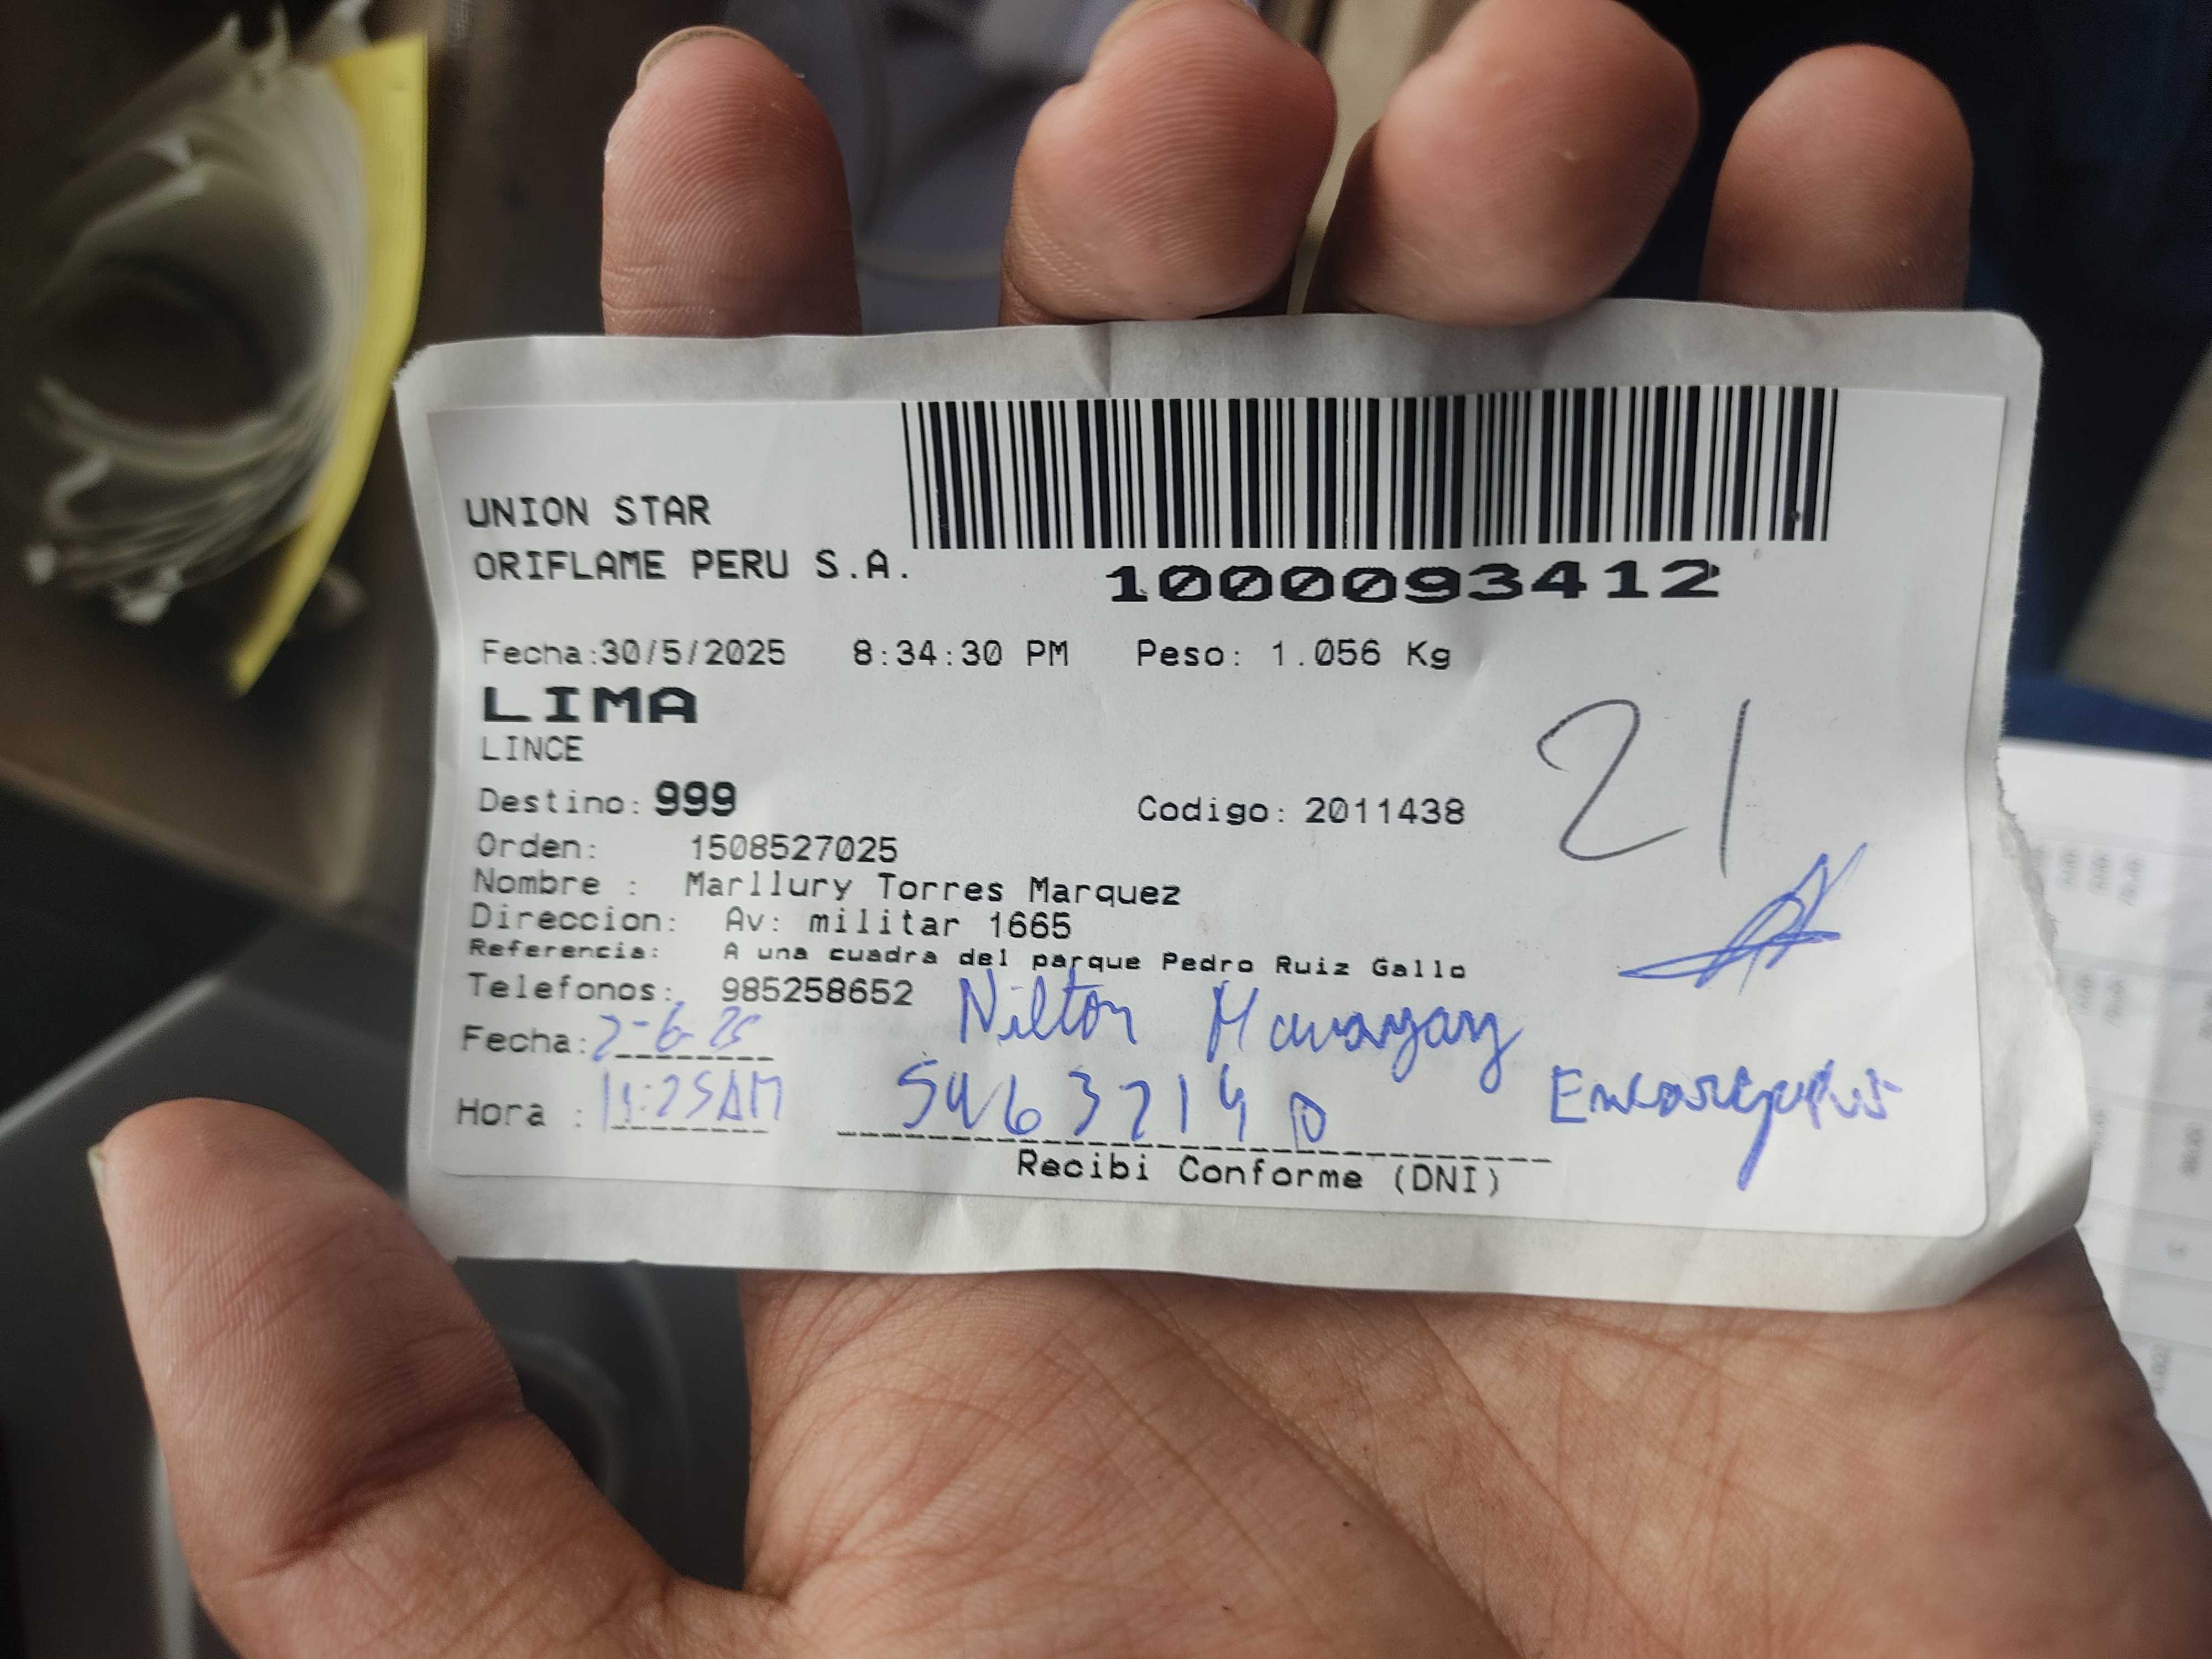 UNION STAR
ORIFLAME PERU S.A.
1000093412
Fecha:30/5/2025 8:34:30 PM Peso: 1.056 Kg
LIMA
LINCE
21
Destino: 999 Codigo: 2011438
Orden: 1508527025
Nombre : Marllury Torres Marquez
Direccion: Av: militar 1665
Referencia: A una cuadra del parque Pedro Ruiz Gallo
Telefonos: 985258652
Nilton
Fecha: 2-6-25
Hora :
Recibi Conforme (DNI)